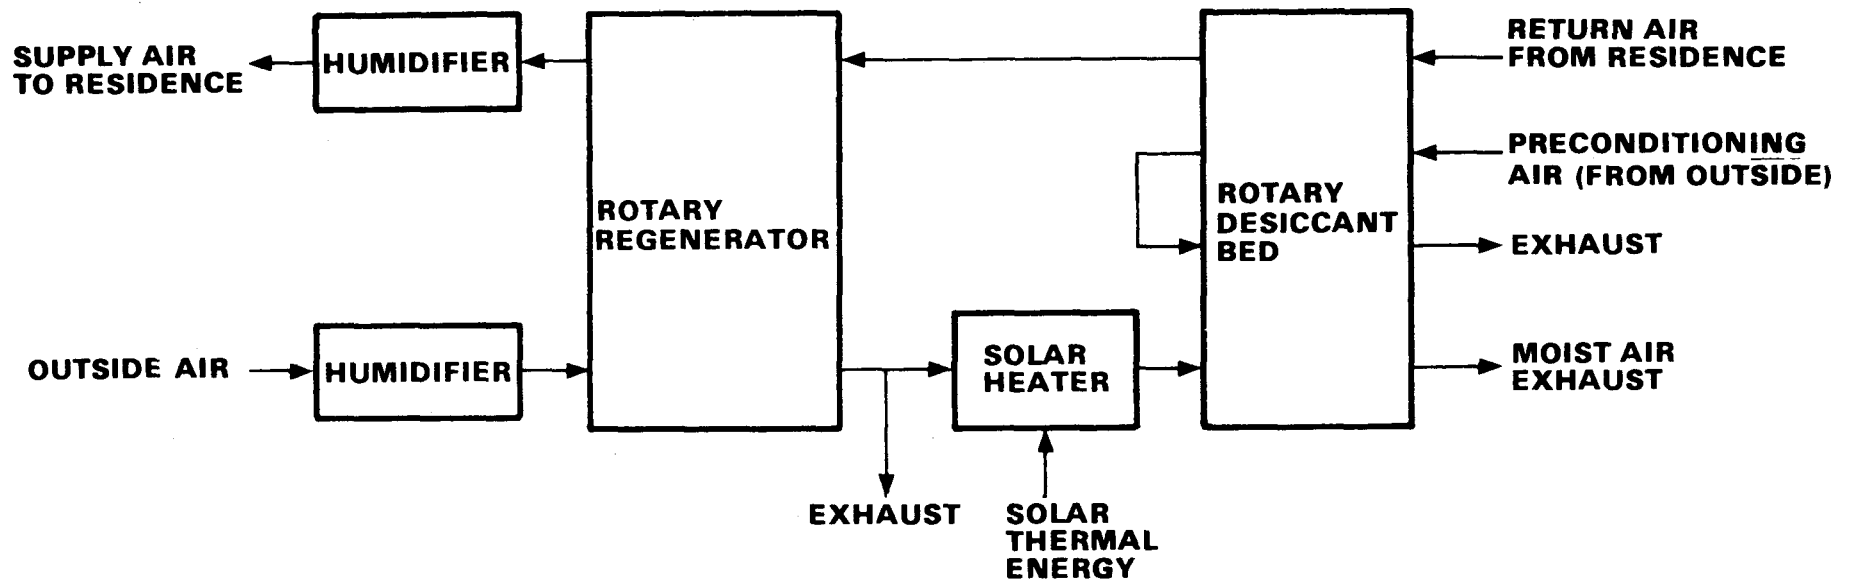 SUPPLY AIR
TO RESIDENCE
HUMIDIFIER
ROTARY
REGENERATOR
ROTARY
DESICCANT
BED
RETURN AIR
FROM RESIDENCE
PRECONDITIONING
AIR (FROM OUTSIDE)
EXHAUST
MOIST AIR
EXHAUST
OUTSIDE AIR
HUMIDIFIER
SOLAR
HEATER
EXHAUST
SOLAR
THERMAL
ENERGY